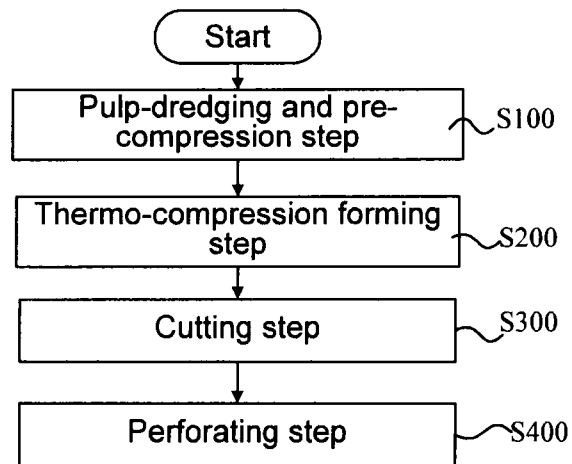 Start
Pulp-dredging and pre-
compression step
S100
Thermo-compression forming
step
S200
Cutting step
S300
Perforating step
S400